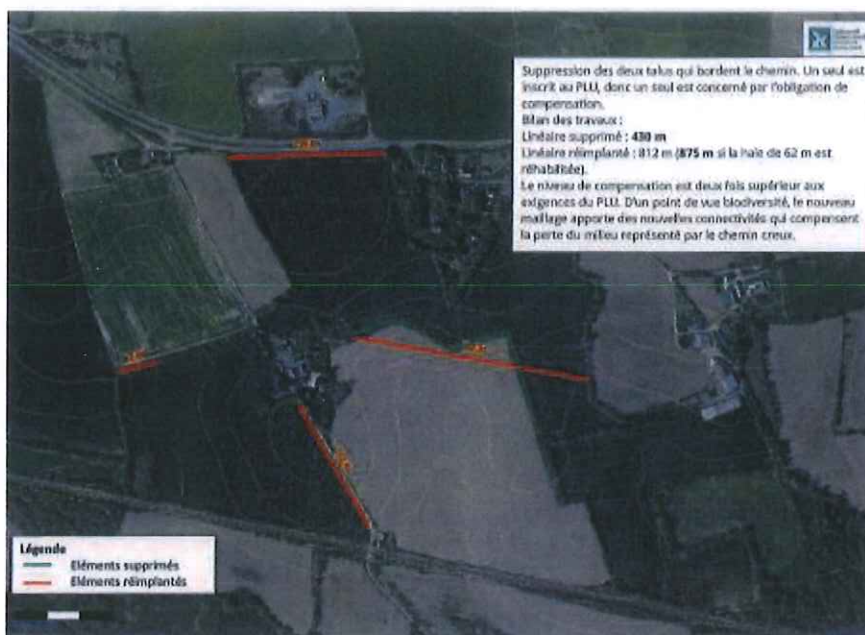 Suppression des deux talus qui bordent le chemin. Un seul est
inscrit au PLU, donc un seul est concerné par l'obligation de
compensation.
Bilan des travaux :
Linéaire supprimé : 430 m
Linéaire réimplanté : 812 m (875 m si la haie de 62 m est
réhabilitée).
Le niveau de compensation est deux fois supérieur aux
exigences du PLU. D'un point de vue biodiversité, le nouveau
maillage apporte des nouvelles connectivités qui compensent
la perte du milieu représenté par le chemin creux.
Légende
Eléments supprimés
Eléments réimplantés